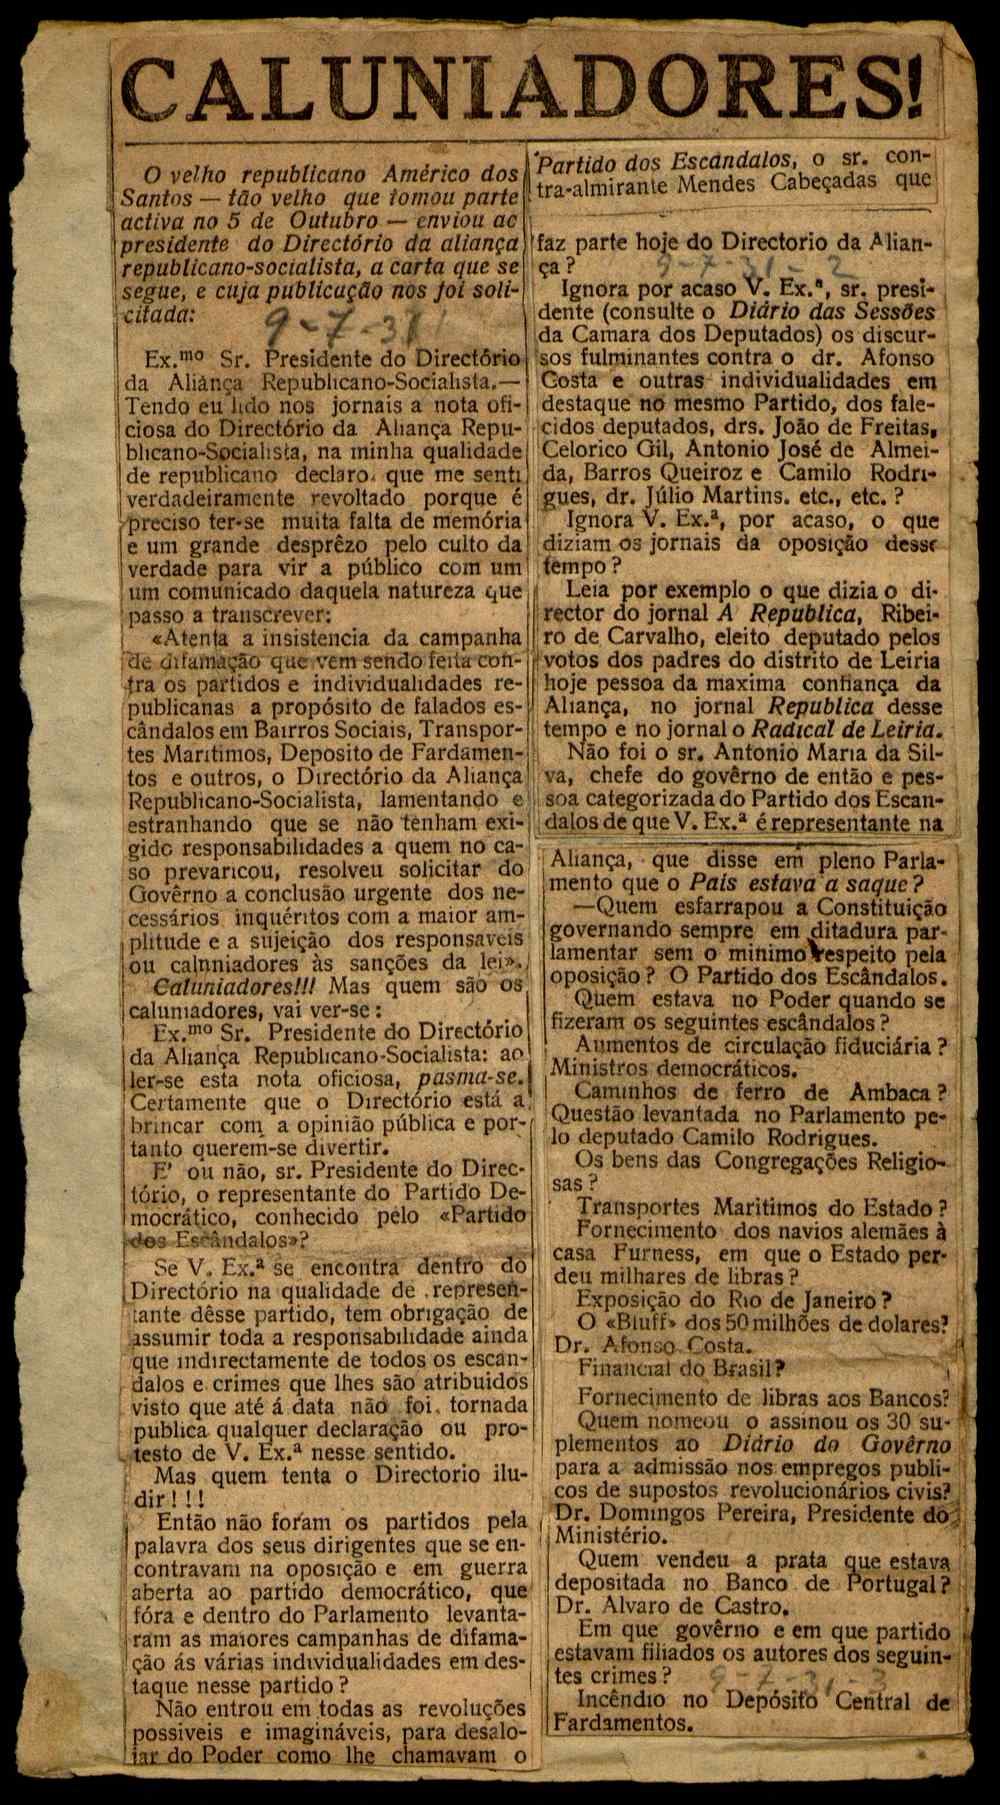 CALUNIADORES!
O velho republicano Américo dos
Santos — tão velho que tomou parte
activa no 5 de Outubro — enviou ao
presidente do Directório da aliança
republicano-socialista, a carta que se
segue, e cuja publicação nos foi soli-
citada:
9-7-31
Ex.mo Sr. Presidente do Directório
da Aliança Republicano-Socialista.—
Tendo eu lido nos jornais a nota ofi-
ciosa do Directório da Aliança Repu-
blicano-Socialista, na minha qualidade
de republicano declaro. que me senti
verdadeiramente revoltado porque é
preciso ter-se muita falta de memória
e um grande desprêzo pelo culto da
verdade para vir a público com um
um comunicado daquela natureza que
passo a transcrever:
«Atenta a insistencia da campanha
de difamação que vem sendo feita con-
tra os partidos e individualidades re-
publicanas a propósito de falados es-
cândalos em Bairros Sociais, Transpor-
tes Maritimos, Deposito de Fardamen-
tos e outros, o Directório da Aliança
Republicano-Socialista, lamentando e
estranhando que se não tenham exi-
gido responsabilidades a quem no ca-
so prevaricou, resolveu solicitar do
Govêrno a conclusão urgente dos ne-
cessários inquéritos com a maior am-
plitude e a sujeição dos responsaveis
ou calnniadores às sanções da lei».
Caluniadores!!! Mas quem são os
caluniadores, vai ver-se:
Ex.mo Sr. Presidente do Directório
da Aliança Republicano-Socialista: ao
ler-se esta nota oficiosa, pasma-se.
Certamente que o Directório está a
brincar com a opinião pública e por-
tanto querem-se divertir.
E' ou não, sr. Presidente do Direc-
tório, o representante do Partido De-
mocrático, conhecido pelo «Partido
dos Escândalos»?
Se V. Ex.ª se encontra dentro do
Directório na qualidade de represen-
tante dêsse partido, tem obrigação de
assumir toda a responsabilidade ainda
que indirectamente de todos os escan-
dalos e crimes que lhes são atribuidos
visto que até á data não foi tornada
publica qualquer declaração ou pro-
testo de V. Ex.ª nesse sentido.
Mas quem tenta o Directorio ilu-
dir!!!
Então não foram os partidos pela
palavra dos seus dirigentes que se en-
contravam na oposição e em guerra
aberta ao partido democrático, que
fóra e dentro do Parlamento levanta-
ram as maiores campanhas de difama-
ção ás várias individualidades em des-
taque nesse partido?
Não entrou em todas as revoluções
possiveis e imagináveis, para desalo-
jar do Poder como lhe chamavam o
Partido dos Escândalos, o sr. con-
tra-almirante Mendes Cabeçadas que
faz parte hoje do Directorio da Alian-
ça?
9-7-31-2
Ignora por acaso V. Ex.ª, sr. presi-
dente (consulte o Diário das Sessões
da Camara dos Deputados) os discur-
sos fulminantes contra o dr. Afonso
Costa e outras individualidades em
destaque no mesmo Partido, dos fale-
cidos deputados, drs. João de Freitas,
Celorico Gil, Antonio José de Almei-
da, Barros Queiroz e Camilo Rodri-
gues, dr. Júlio Martins. etc., etc.?
Ignora V. Ex.ª, por acaso, o que
diziam os jornais da oposição desse
tempo?
Leia por exemplo o que dizia o di-
rector do jornal A Republica, Ribei-
ro de Carvalho, eleito deputado pelos
votos dos padres do distrito de Leiria
hoje pessoa da maxima confiança da
Aliança, no jornal Republica desse
tempo e no jornal o Radical de Leiria.
Não foi o sr. Antonio Maria da Sil-
va, chefe do govêrno de então e pes-
soa categorizada do Partido dos Escan-
dalos de que V. Ex.ª é representante na
Aliança, que disse em pleno Parla-
mento que o País estava a saque?
—Quem esfarrapou a Constituição
governando sempre em ditadura par-
lamentar sem o minimo respeito pela
oposição? O Partido dos Escândalos.
Quem estava no Poder quando se
fizeram os seguintes escândalos?
Aumentos de circulação fiduciária?
Ministros democráticos.
Caminhos de ferro de Ambaca?
Questão levantada no Parlamento pe-
lo deputado Camilo Rodrigues.
Os bens das Congregações Religio-
sas?
Transportes Maritimos do Estado?
Fornecimento dos navios alemães à
casa Furness, em que o Estado per-
deu milhares de libras?
Exposição do Rio de Janeiro?
O «Bluff» dos 50 milhões de dolares?
Dr. Afonso Costa.
Financial do Brasil?
Fornecimento de libras aos Bancos?
Quem nomeou o assinou os 30 su-
plementos ao Diário do Govêrno
para a admissão nos empregos publi-
cos de supostos revolucionários civis?
Dr. Domingos Pereira, Presidente do
Ministério.
Quem vendeu a prata que estava
depositada no Banco de Portugal?
Dr. Alvaro de Castro.
Em que govêrno e em que partido
estavam filiados os autores dos seguin-
tes crimes?
9-7-31-3
Incêndio no Depósito Central de
Fardamentos.